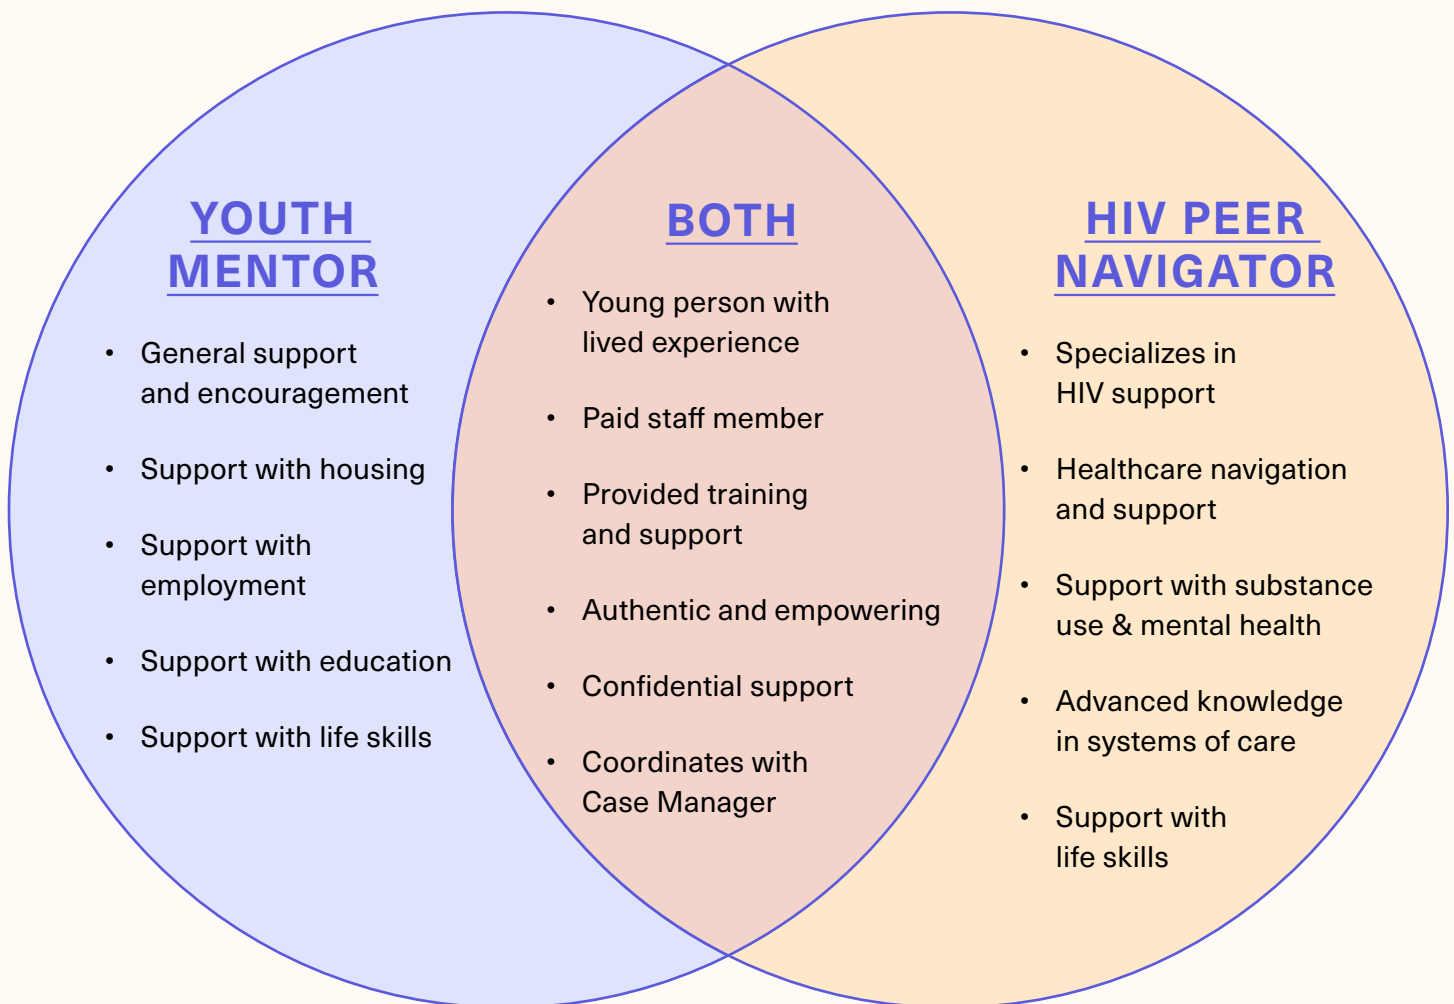 YOUTH
MENTOR
• General support
and encouragement
• Support with housing
• Support with
employment
• Support with education
• Support with life skills
BOTH
• Young person with
lived experience
• Paid staff member
• Provided training
and support
• Authentic and empowering
• Confidential support
• Coordinates with
Case Manager
HIV PEER
NAVIGATOR
• Specializes in
HIV support
• Healthcare navigation
and support
• Support with substance
use & mental health
• Advanced knowledge
in systems of care
• Support with
life skills